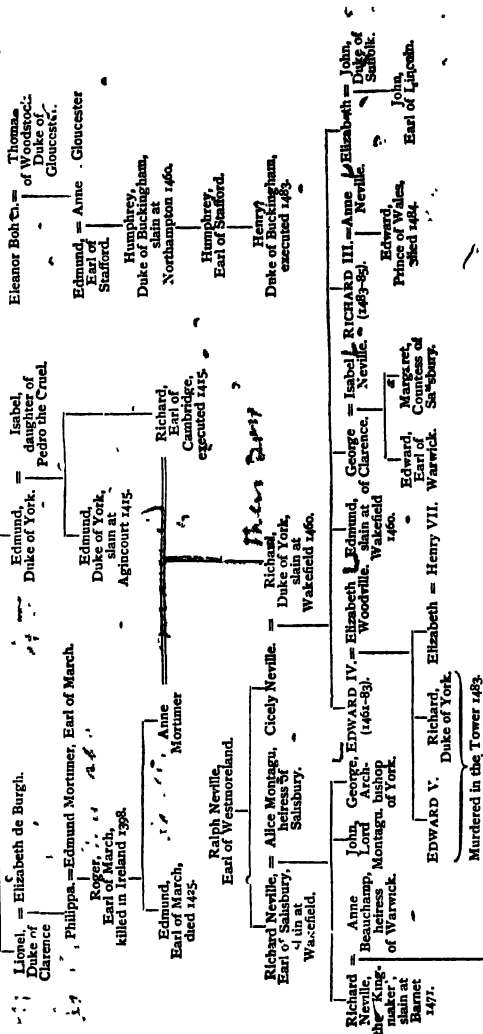 Lionel, = Elizabeth de Burgh.
Duke of
Clarence
Philippa.=Edmund Mortimer, Earl of March.
Roger,
Earl of March,
killed in Ireland 1398.
Edmund,
Earl of March,
died 1425.
Anne
Mortimer
Edmund, = Isabel,
Duke of York. daughter of
Pedro the Cruel.
Edmund,
Duke of York,
slain at
Agincourt 1415.
Richard,
Earl of
Cambridge,
executed 1415.
Eleanor Bohun.= Thomas
of Woodstock.
Duke of
Gloucester.
Edmund, = Anne Gloucester
Earl of
Stafford.
Humphrey,
Duke of Buckingham,
slain at
Northampton 1460.
Humphrey,
Earl of Stafford.
Henry,
Duke of Buckingham,
executed 1483.
Ralph Neville,
Earl of Westmoreland.
Richard Neville, = Alice Montagu,
Earl of Salisbury, heiress of
slain at Salisbury.
Wakefield.
Cicely Neville. = Richard,
Duke of York,
slain at
Wakefield 1460.
Richard = Anne
Neville, Beauchamp,
the 'King- heiress
maker', of Warwick.
slain at
Barnet
1471.
John,
Lord
Montagu.
George,
Arch-
bishop
of York.
EDWARD IV.= Elizabeth
(1461-83). Woodville.
Edmund,
slain at
Wakefield
1460.
George = Isabel
of Clarence. Neville.
RICHARD III.=Anne
(1483-85). Neville.
Elizabeth = John,
Duke of
Suffolk.
EDWARD V.
Richard,
Duke of York.
Elizabeth = Henry VII.
Edward,
Earl of
Warwick.
Margaret,
Countess of
Salisbury.
Edward,
Prince of Wales,
died 1484.
John,
Earl of Lincoln.
Murdered in the Tower 1483.